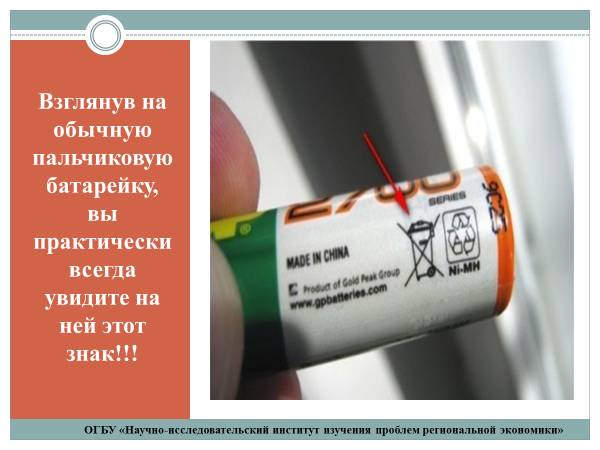 Взглянув на
обычную
пальчиковую
батарейку,
вы
практически
всегда
увидите на
ней этот
знак!!!
2700
SERIES
MADE IN CHINA
Product of Gold Peak Group
www.gpbatteries.com
Ni-MH
ОГБУ «Научно-исследовательский институт изучения проблем региональной экономики»